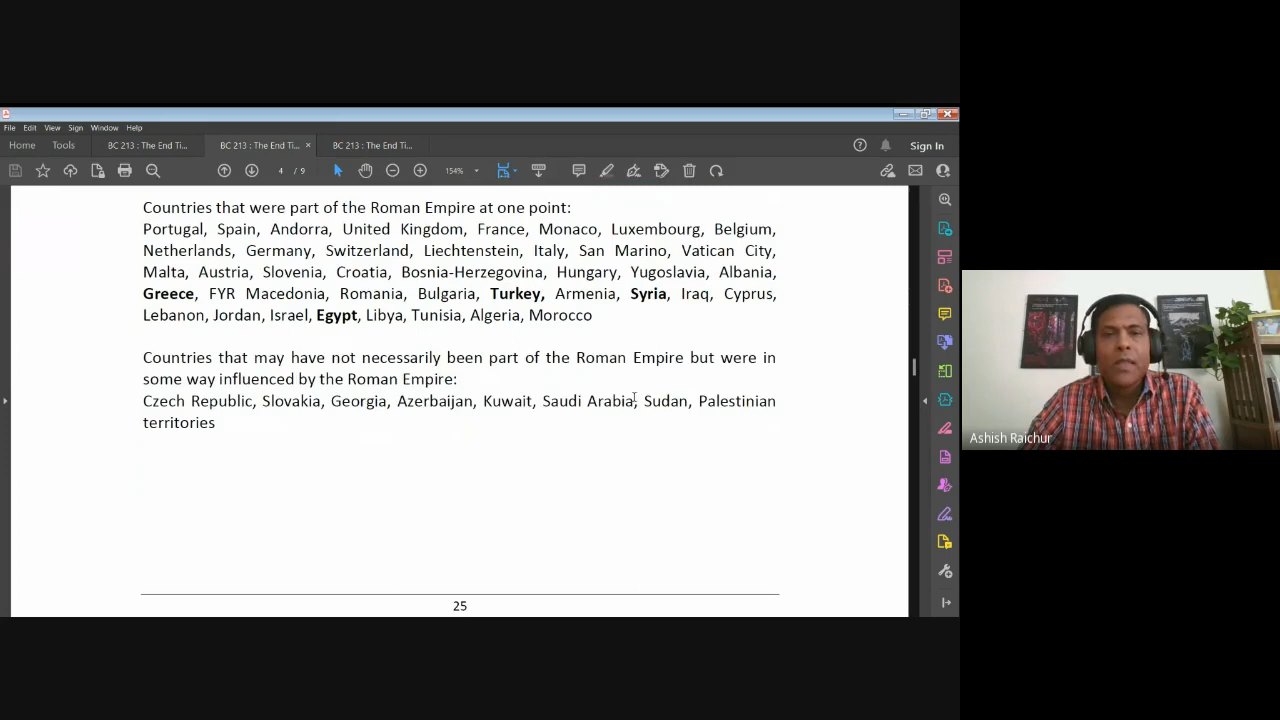 File Edit View Sign Window Help
Home Tools BC 213 : The End Ti... BC 213 : The End Ti... × BC 213 : The End Ti... Sign In
4 / 9 154%
Countries that were part of the Roman Empire at one point:
Portugal, Spain, Andorra, United Kingdom, France, Monaco, Luxembourg, Belgium,
Netherlands, Germany, Switzerland, Liechtenstein, Italy, San Marino, Vatican City,
Malta, Austria, Slovenia, Croatia, Bosnia-Herzegovina, Hungary, Yugoslavia, Albania,
Greece, FYR Macedonia, Romania, Bulgaria, Turkey, Armenia, Syria, Iraq, Cyprus,
Lebanon, Jordan, Israel, Egypt, Libya, Tunisia, Algeria, Morocco
Countries that may have not necessarily been part of the Roman Empire but were in
some way influenced by the Roman Empire:
Czech Republic, Slovakia, Georgia, Azerbaijan, Kuwait, Saudi Arabia, Sudan, Palestinian
territories
25
Ashish Raichur